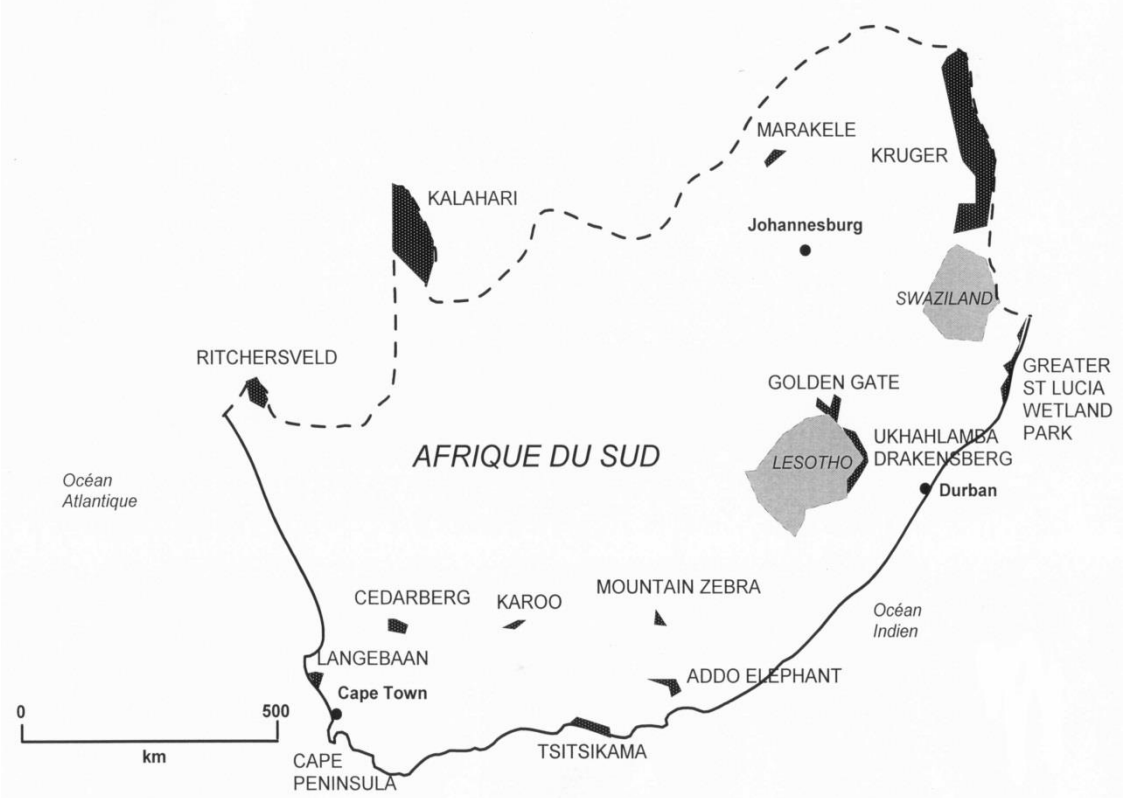 MARAKELE
KRUGER
KALAHARI
Johannesburg
SWAZILAND
RITCHERSVELD
GOLDEN GATE
GREATER
ST LUCIA
WETLAND
PARK
AFRIQUE DU SUD
LESOTHO
UKHAHLAMBA
DRAKENSBERG
Durban
Océan
Atlantique
CEDARBERG
KAROO
MOUNTAIN ZEBRA
Océan
Indien
LANGEBAAN
ADDO ELEPHANT
Cape Town
0 500
km
TSITSIKAMA
CAPE
PENINSULA